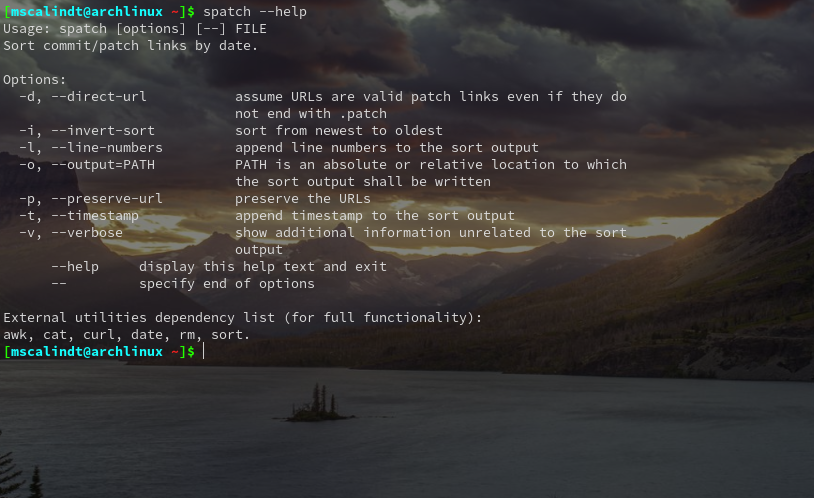 [mscalindt@archlinux ~]$ spatch --help
Usage: spatch [options] [--] FILE
Sort commit/patch links by date.

Options:
  -d, --direct-url           assume URLs are valid patch links even if they do
                             not end with .patch
  -i, --invert-sort          sort from newest to oldest
  -l, --line-numbers         append line numbers to the sort output
  -o, --output=PATH          PATH is an absolute or relative location to which
                             the sort output shall be written
  -p, --preserve-url         preserve the URLs
  -t, --timestamp            append timestamp to the sort output
  -v, --verbose              show additional information unrelated to the sort
                             output
      --help     display this help text and exit
      --         specify end of options

External utilities dependency list (for full functionality):
awk, cat, curl, date, rm, sort.
[mscalindt@archlinux ~]$